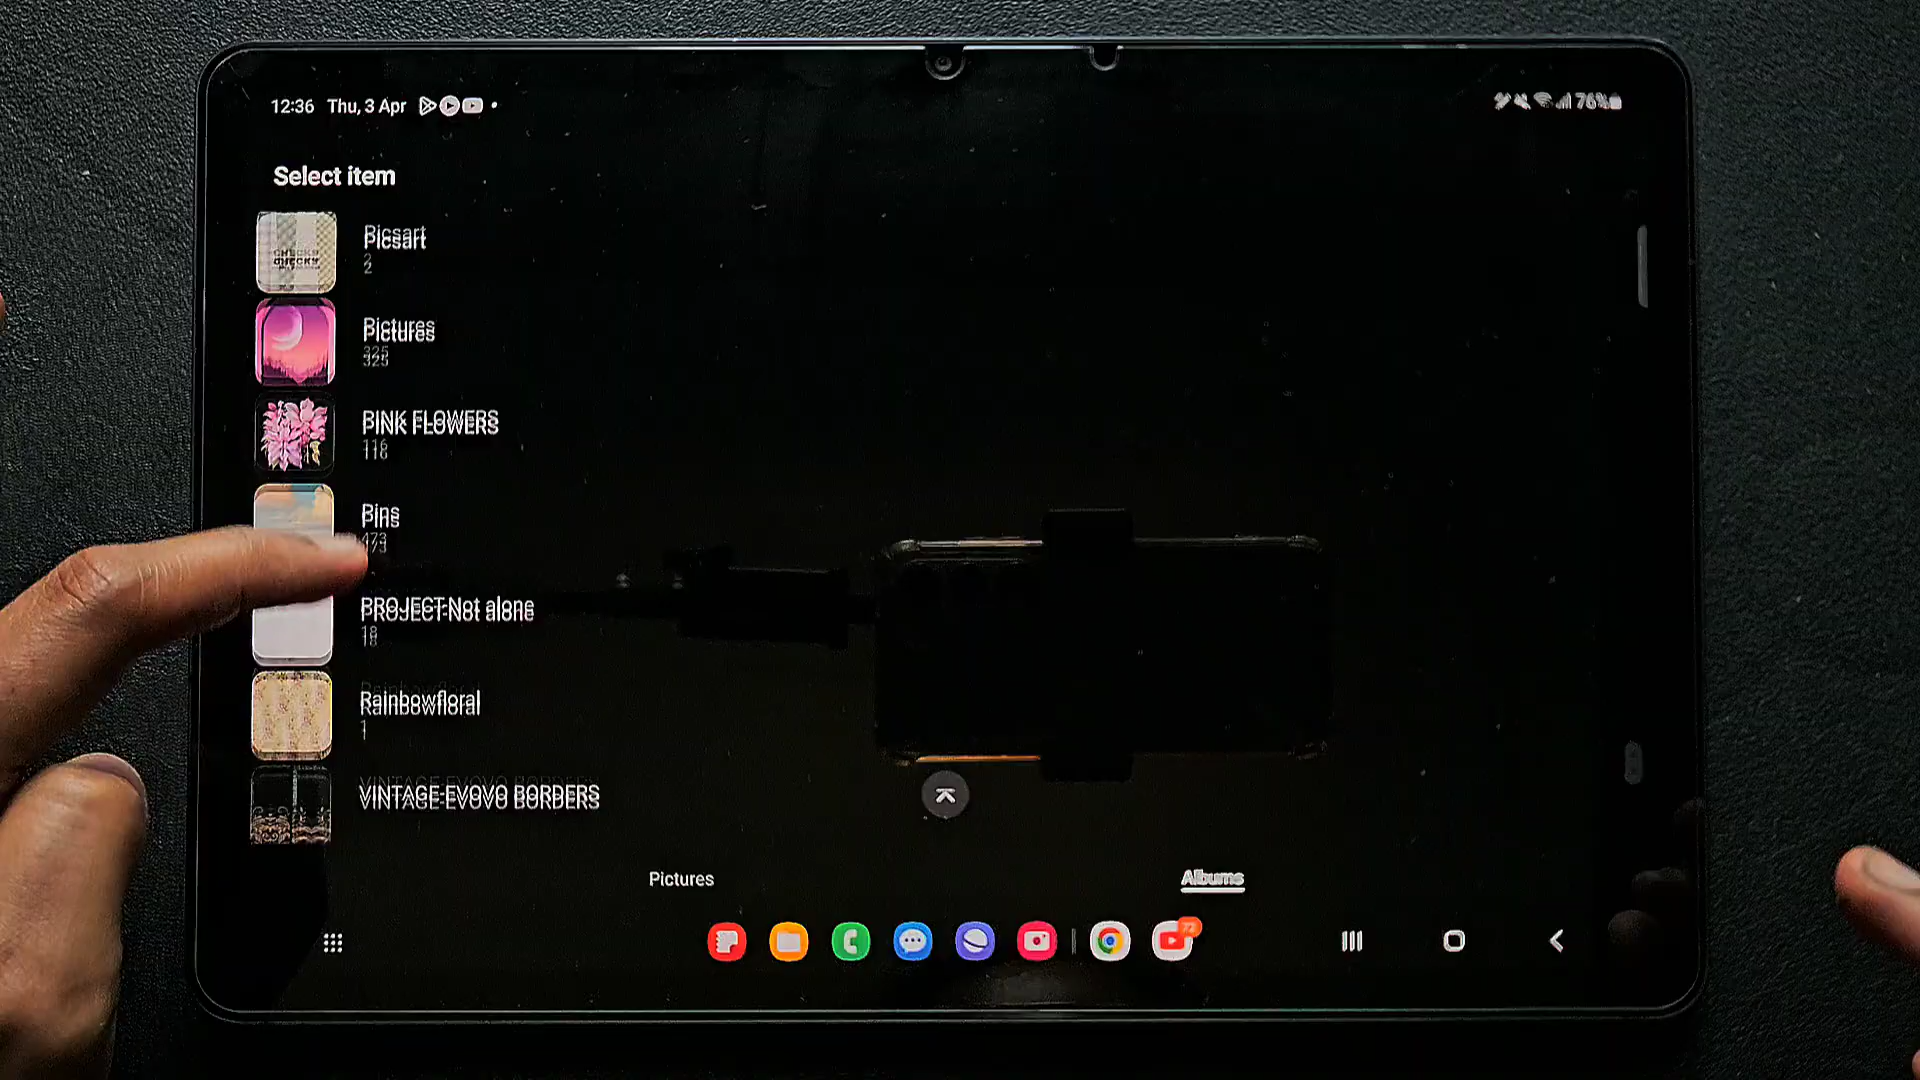 12:36 Thu, 3 Apr
76%
Select item
Picsart
2
Pictures
325
PINK FLOWERS
116
Pins
173
PROJECT-Not alone
18
Rainbowfloral
1
VINTAGE-EVOVO BORDERS
Pictures
Albums